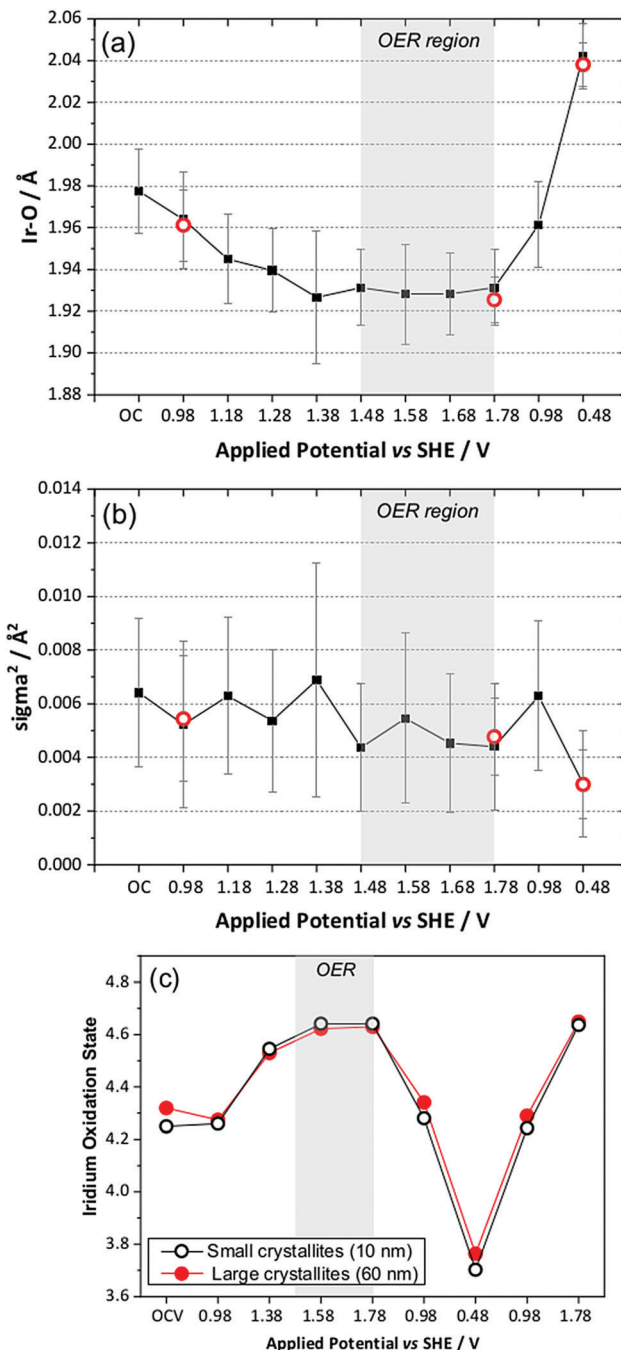 (a)
OER region
2.06
2.04
2.02
2.00
1.98
1.96
1.94
1.92
1.90
1.88
Ir-O / Å
OC 0.98 1.18 1.28 1.38 1.48 1.58 1.68 1.78 0.98 0.48
Applied Potential vs SHE / V
(b)
OER region
0.014
0.012
0.010
0.008
0.006
0.004
0.002
0.000
sigma² / Å²
OC 0.98 1.18 1.28 1.38 1.48 1.58 1.68 1.78 0.98 0.48
Applied Potential vs SHE / V
(c)
OER
4.8
4.6
4.4
4.2
4.0
3.8
3.6
Iridium Oxidation State
Small crystallites (10 nm)
Large crystallites (60 nm)
OCV 0.98 1.38 1.58 1.78 0.98 0.48 0.98 1.78
Applied Potential vs SHE / V